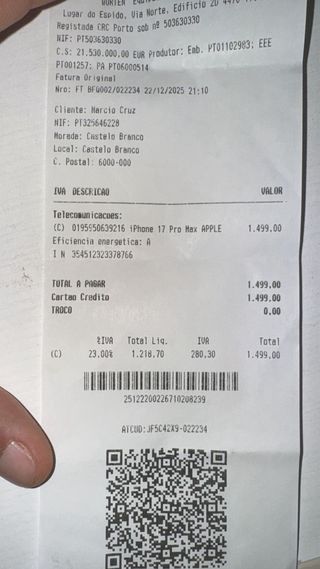 Lugar do Espido, Via Norte, Edificio 2D 4470
Registada CRC Porto sob nº 503630330
NIF: PT503630330
C.S: 21.530.000.00 EUR Produtor: Emb. PT01102983; EEE
PT001257; PA PT06000514
Fatura Original
Nro: FT BFQ002/022234 22/12/2025 21:10
Cliente: Marcio Cruz
NIF: PT325646228
Morada: Castelo Branco
Local: Castelo Branco
C. Postal: 6000-000
IVA DESCRICAO VALOR
Telecomunicacoes:
(C) 0195950639216 iPhone 17 Pro Max APPLE 1.499.00
Eficiencia energetica: A
I N 354512323378766
TOTAL A PAGAR 1.499.00
Cartao Credito 1.499.00
TROCO 0.00
%IVA Total Liq. IVA Total
(C) 23.00% 1.218,70 280,30 1.499.00
25122200226710208239
ATCUD:JF5C42X9-022234